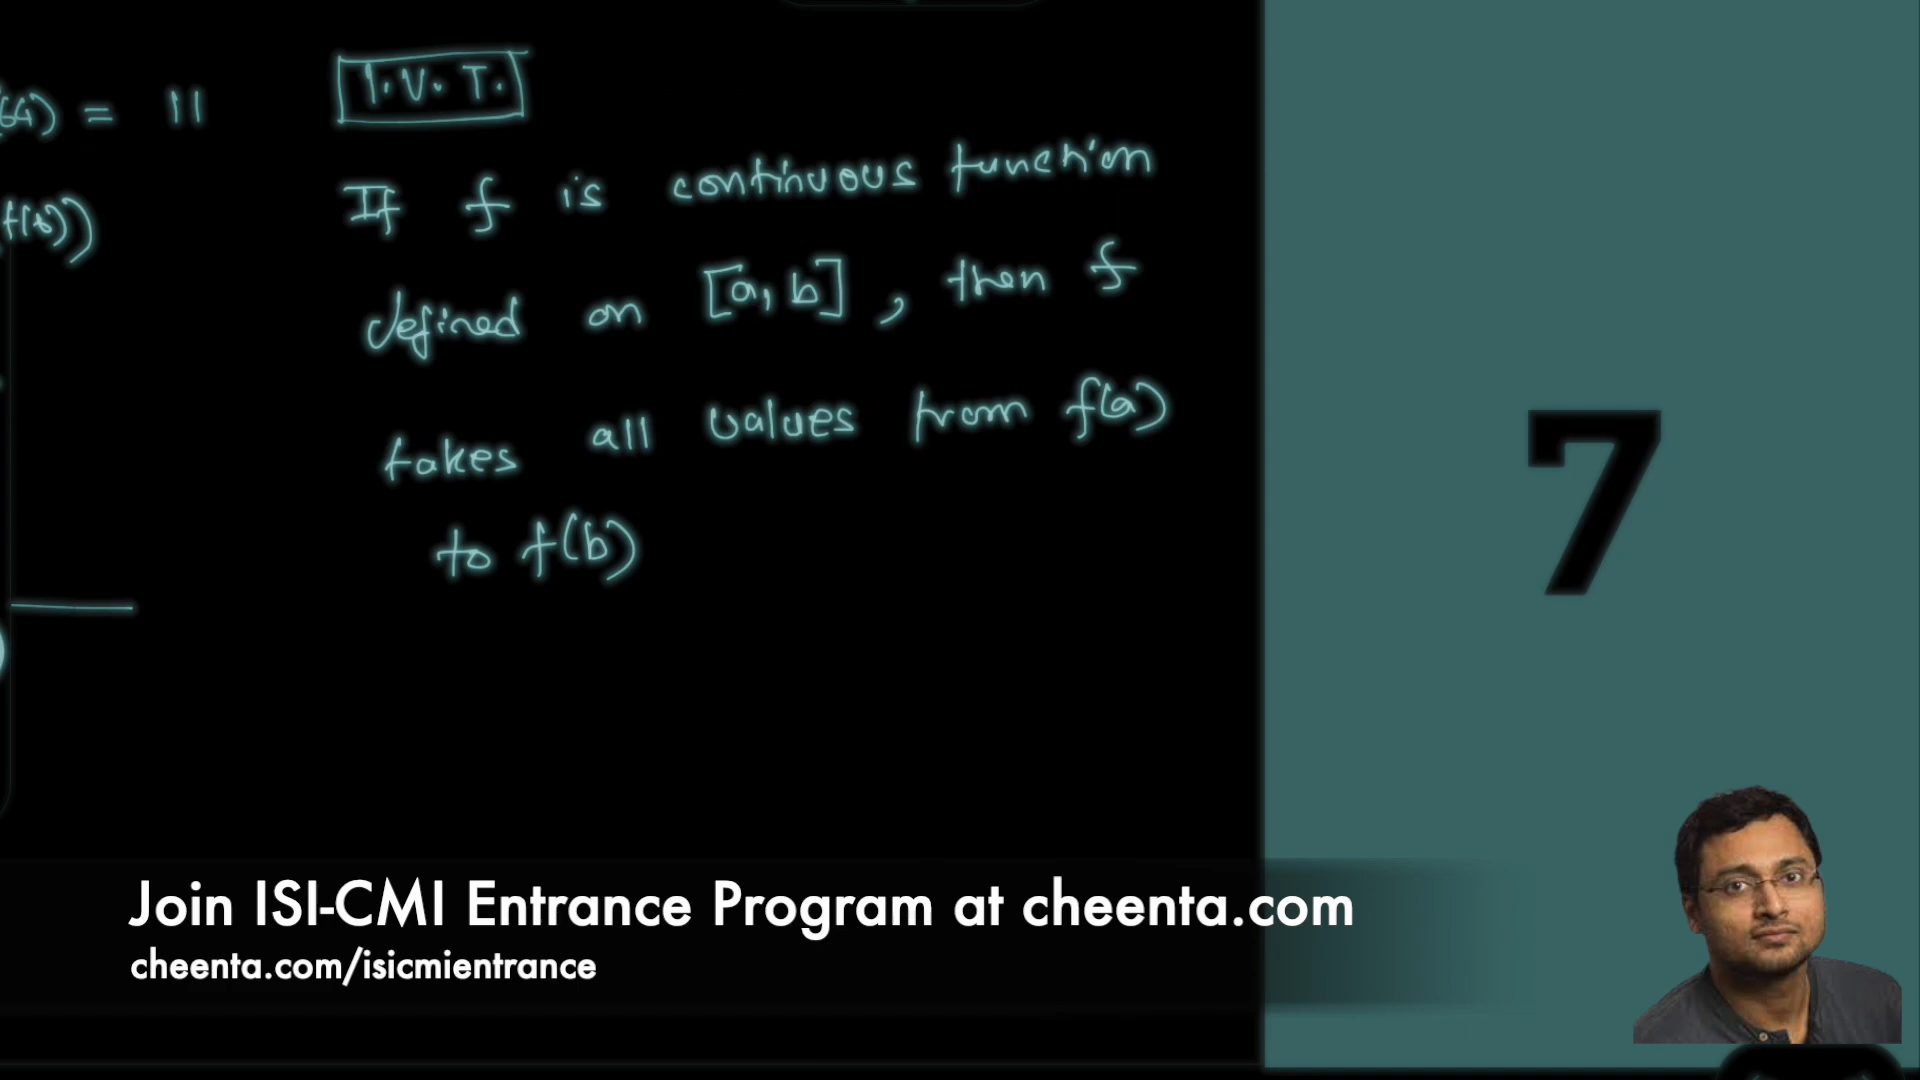 64) = 11
I.V.T.
f(t))
If f is continuous function
defined on [a, b], then f
takes all values from f(a)
to f(b)
7
Join ISI-CMI Entrance Program at cheenta.com
cheenta.com/isicmientrance